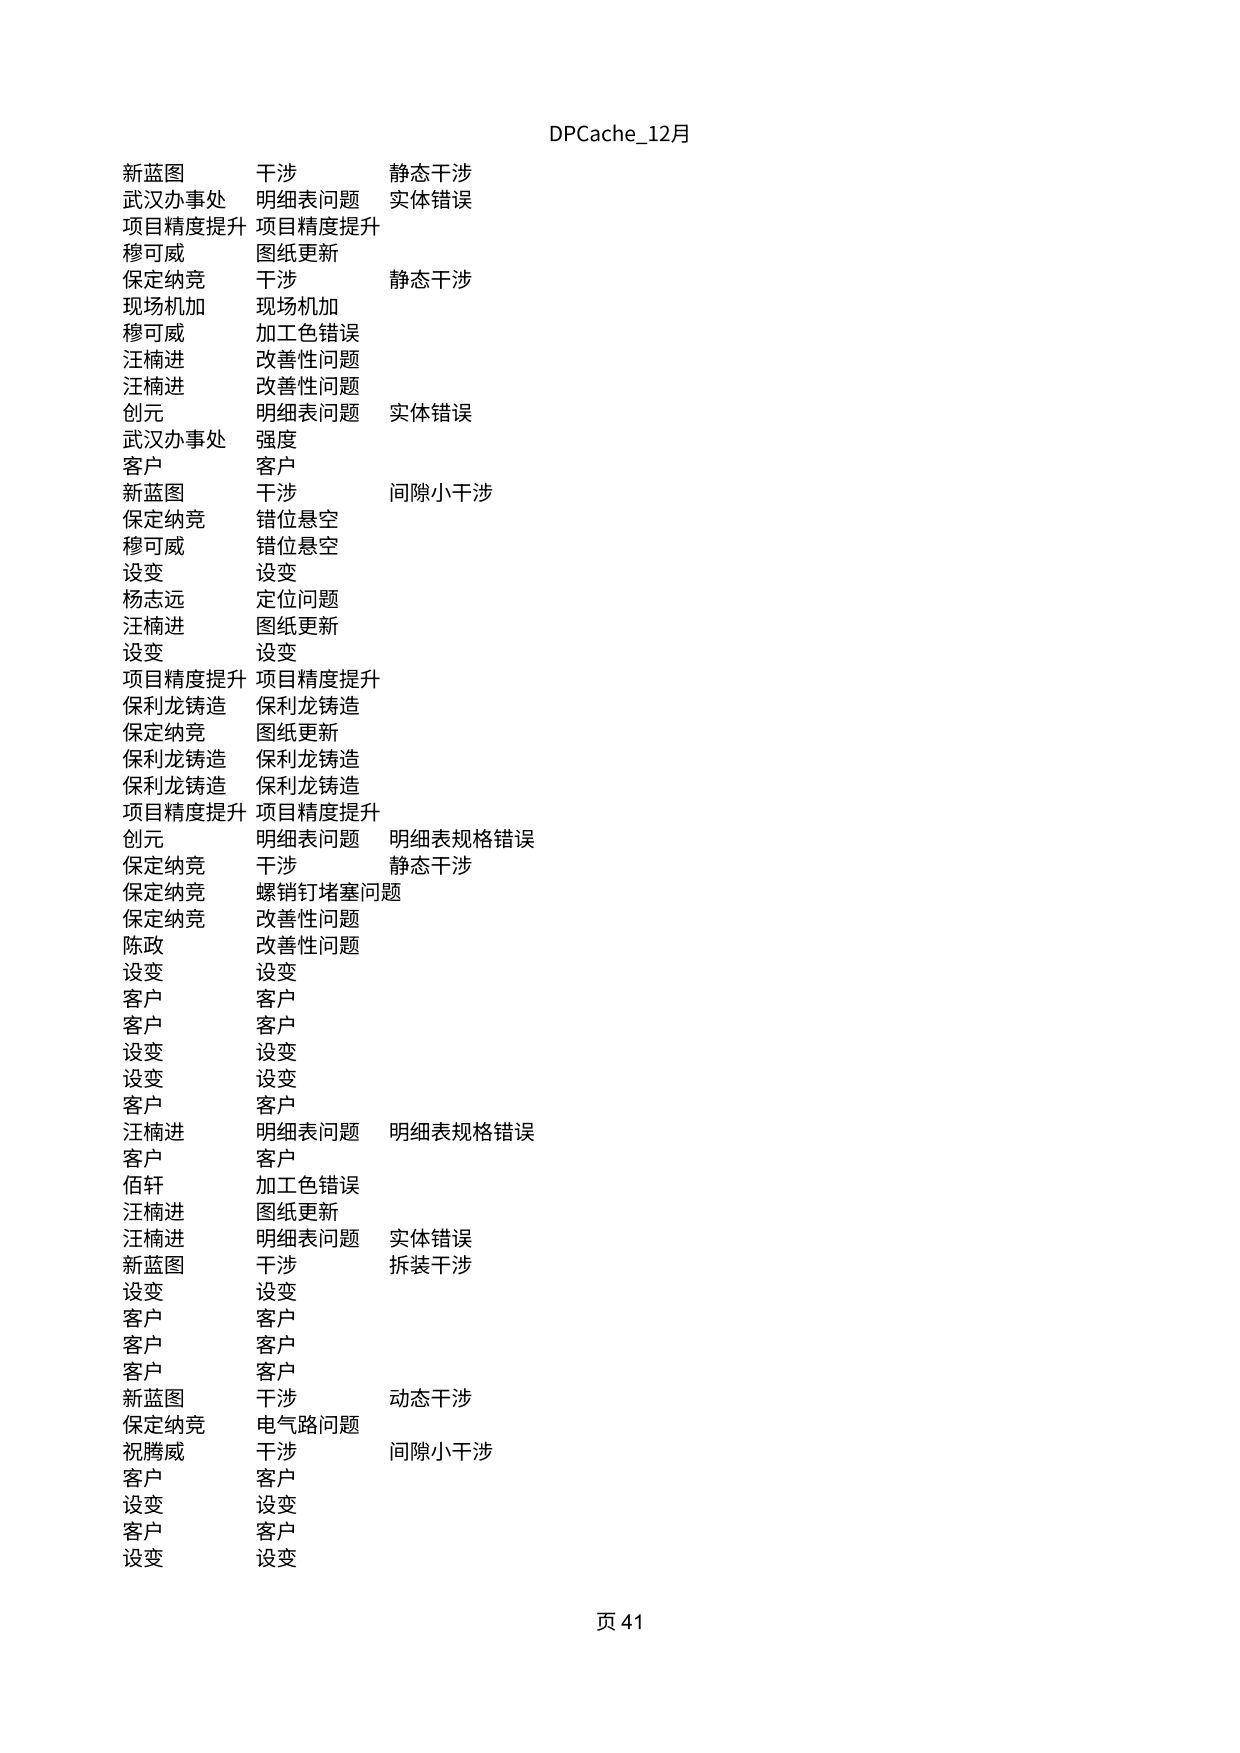 DPCache_12月
新蓝图 干涉 静态干涉
武汉办事处 明细表问题 实体错误
项目精度提升 项目精度提升
穆可威 图纸更新
保定纳竞 干涉 静态干涉
现场机加 现场机加
穆可威 加工色错误
汪楠进 改善性问题
汪楠进 改善性问题
创元 明细表问题 实体错误
武汉办事处 强度
客户 客户
新蓝图 干涉 间隙小干涉
保定纳竞 错位悬空
穆可威 错位悬空
设变 设变
杨志远 定位问题
汪楠进 图纸更新
设变 设变
项目精度提升 项目精度提升
保利龙铸造 保利龙铸造
保定纳竞 图纸更新
保利龙铸造 保利龙铸造
保利龙铸造 保利龙铸造
项目精度提升 项目精度提升
创元 明细表问题 明细表规格错误
保定纳竞 干涉 静态干涉
保定纳竞 螺销钉堵塞问题
保定纳竞 改善性问题
陈政 改善性问题
设变 设变
客户 客户
客户 客户
设变 设变
设变 设变
客户 客户
汪楠进 明细表问题 明细表规格错误
客户 客户
佰轩 加工色错误
汪楠进 图纸更新
汪楠进 明细表问题 实体错误
新蓝图 干涉 拆装干涉
设变 设变
客户 客户
客户 客户
客户 客户
新蓝图 干涉 动态干涉
保定纳竞 电气路问题
祝腾威 干涉 间隙小干涉
客户 客户
设变 设变
客户 客户
设变 设变
页 41